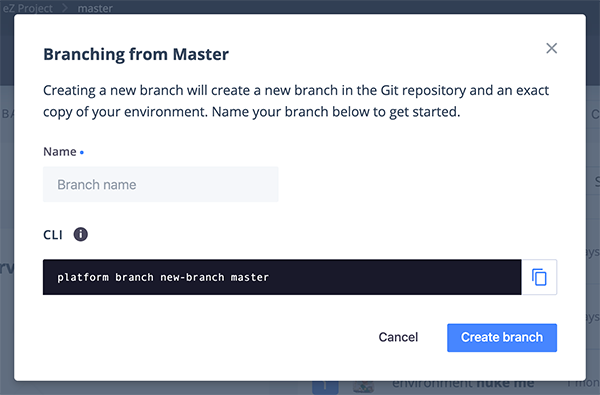 eZ Project > master
Branching from Master
Creating a new branch will create a new branch in the Git repository and an exact
copy of your environment. Name your branch below to get started.
Name
Branch name
CLI
platform branch new-branch master
Cancel
Create branch
environment nuke me